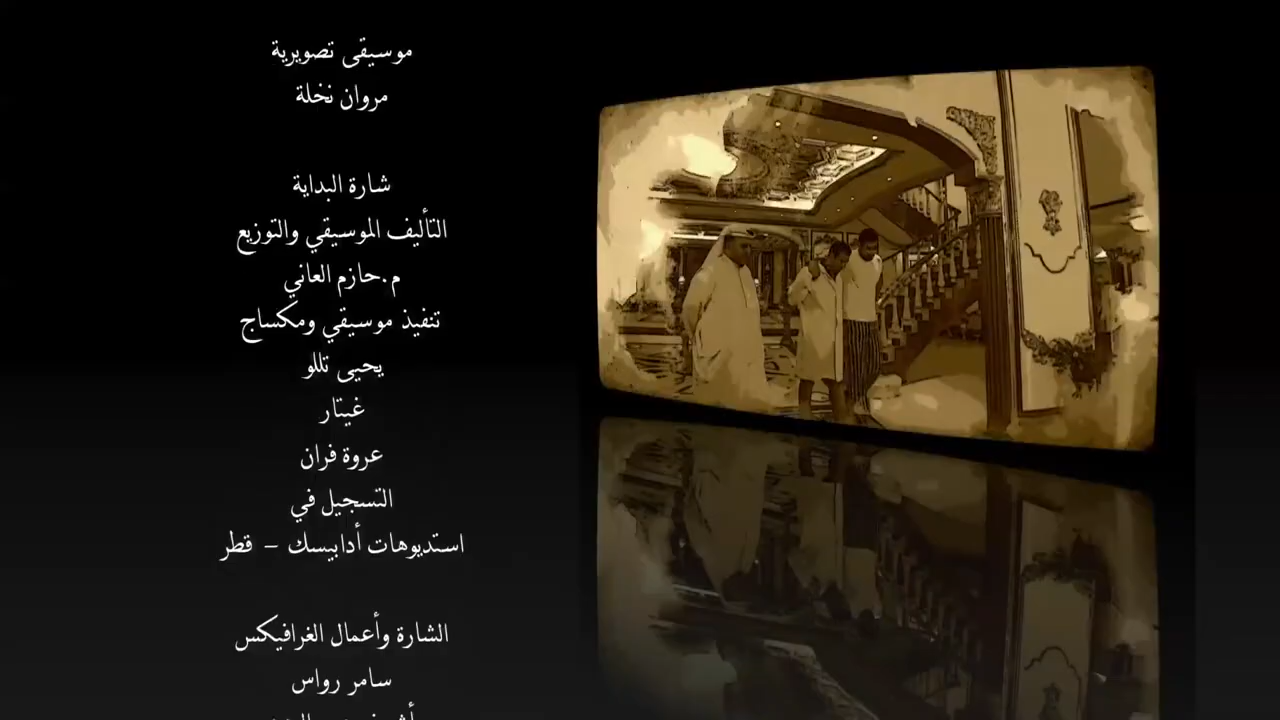 موسيقى تصويرية
مروان نخلة
شارة البداية
التأليف الموسيقي والتوزيع
م.حازم العاني
تنفيذ موسيقي ومكساج
يحيى تللو
غيتار
عروة فران
التسجيل في
استديوهات أدابيسك – قطر
الشارة وأعمال الغرافيكس
سامر رواس